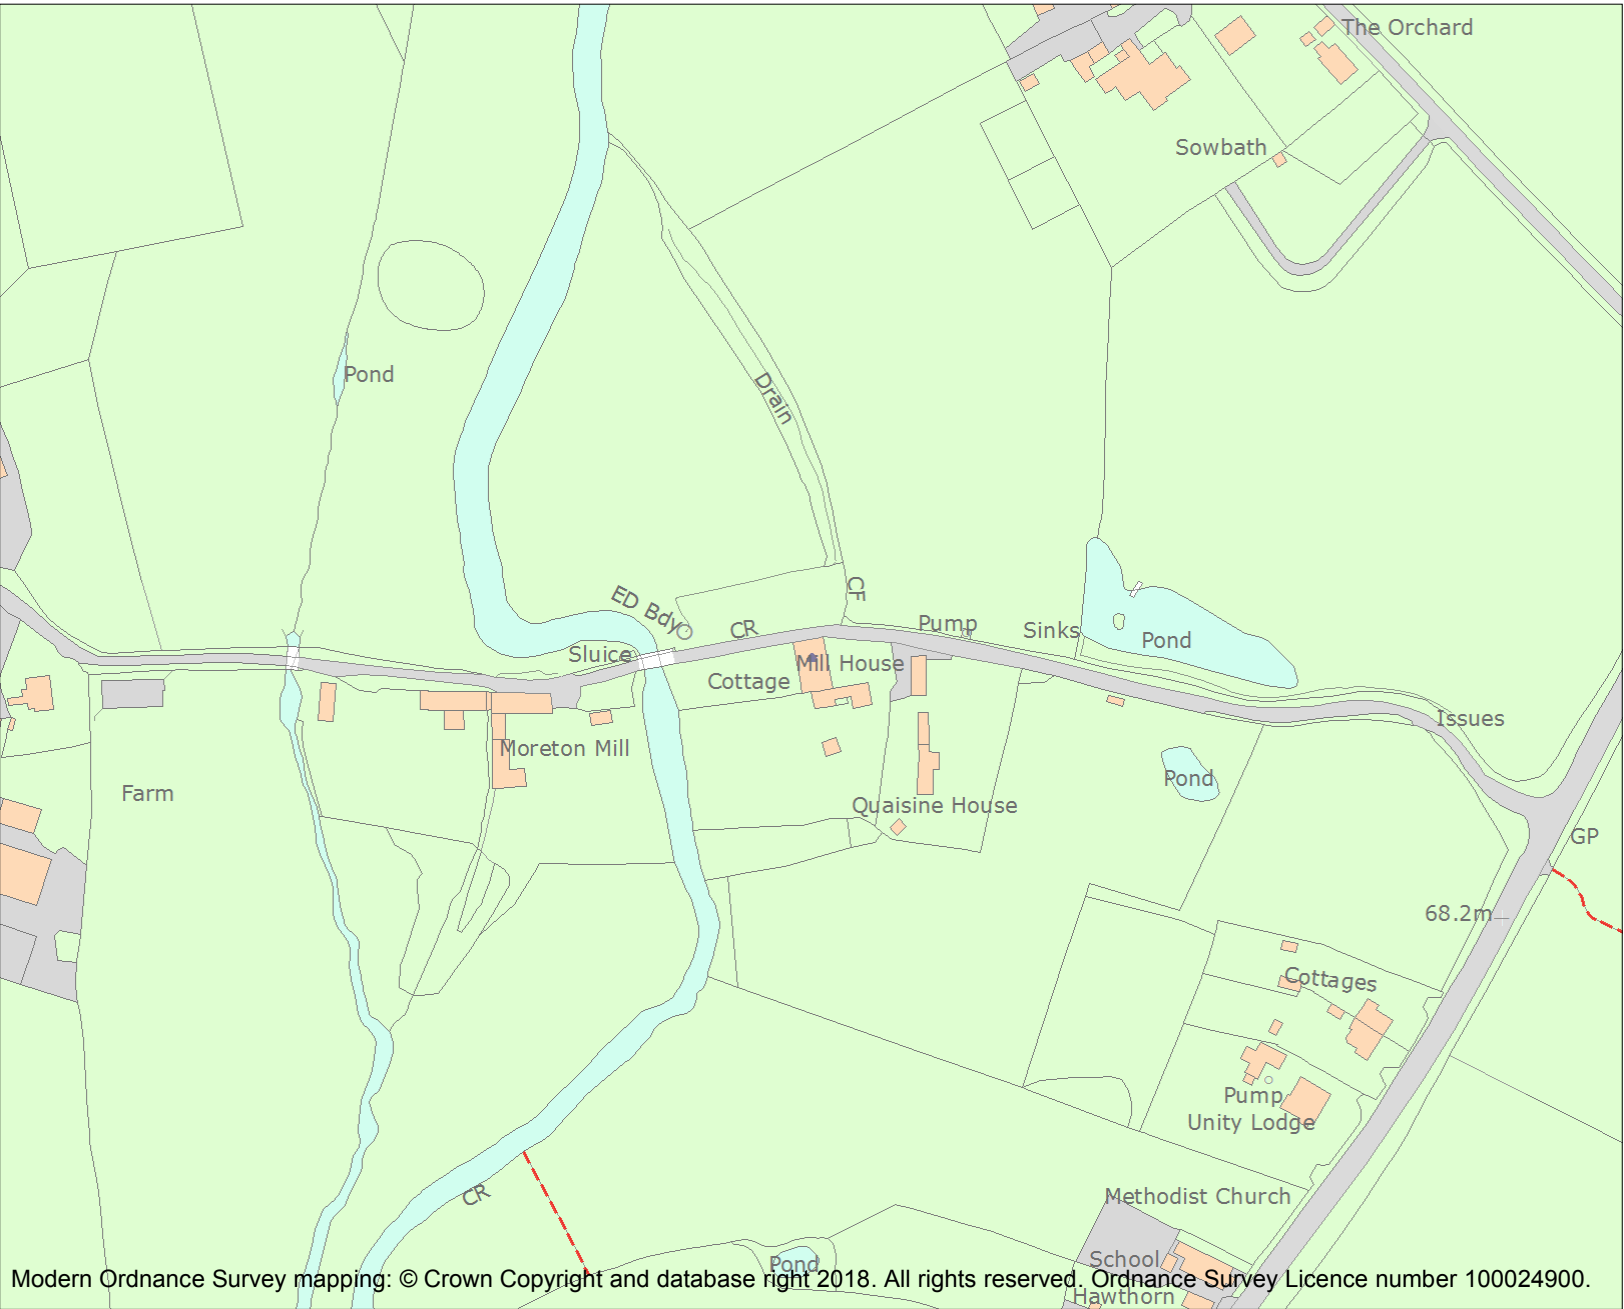 The Orchard
Sowbath
Pond
Drain
CF
ED Bdy
CR
Pump
Sinks
Pond
Sluice
Mill House
Cottage
Issues
Moreton Mill
Pond
Farm
Quaisine House
GP
68.2m
Cottages
Pump
Unity Lodge
CR
Methodist Church
School
Pond
Modern Ordnance Survey mapping: © Crown Copyright and database right 2018. All rights reserved. Ordnance Survey Licence number 100024900.
Hawthorn